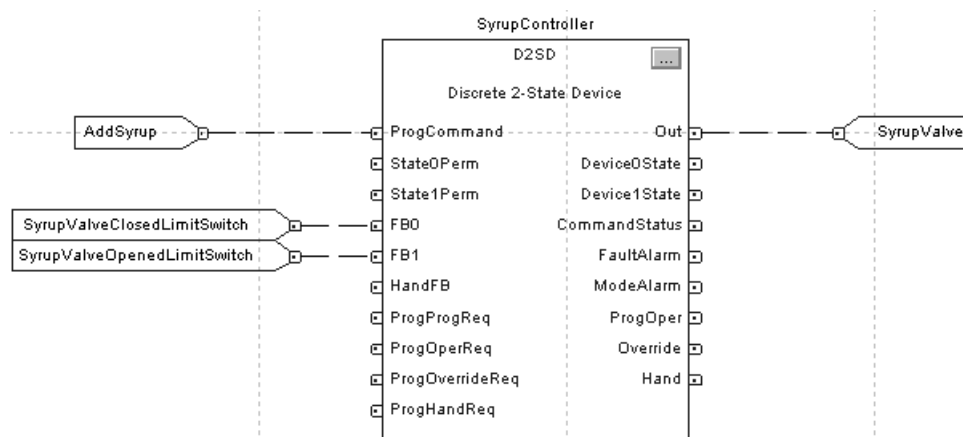 SyrupController
D2SD
...
Discrete 2-State Device
AddSyrup
ProgCommand
Out
SyrupValve
State0Perm
Device0State
State1Perm
Device1State
SyrupValveClosedLimitSwitch
FB0
CommandStatus
SyrupValveOpenedLimitSwitch
FB1
FaultAlarm
HandFB
ModeAlarm
ProgProgReq
ProgOper
ProgOperReq
Override
ProgOverrideReq
Hand
ProgHandReq